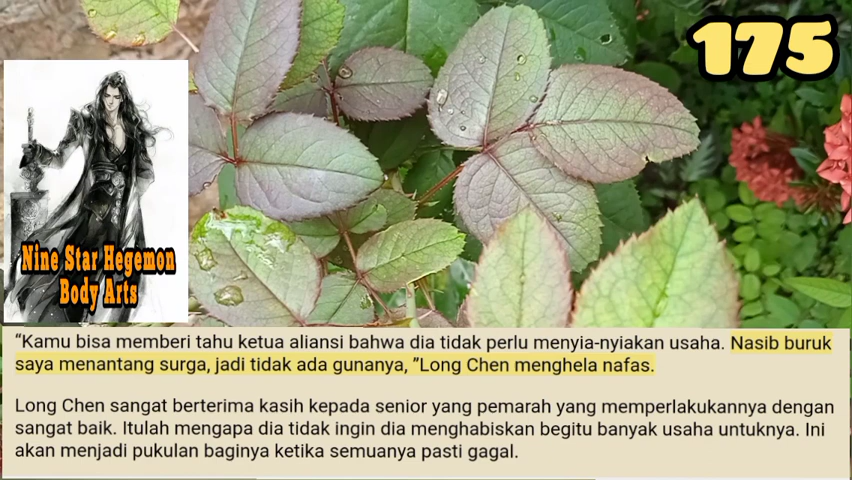 175
Nine Star Hegemon
Body Arts
“Kamu bisa memberi tahu ketua aliansi bahwa dia tidak perlu menyia-nyiakan usaha. Nasib buruk
saya menantang surga, jadi tidak ada gunanya, ”Long Chen menghela nafas.
Long Chen sangat berterima kasih kepada senior yang pemarah yang memperlakukannya dengan
sangat baik. Itulah mengapa dia tidak ingin dia menghabiskan begitu banyak usaha untuknya. Ini
akan menjadi pukulan baginya ketika semuanya pasti gagal.